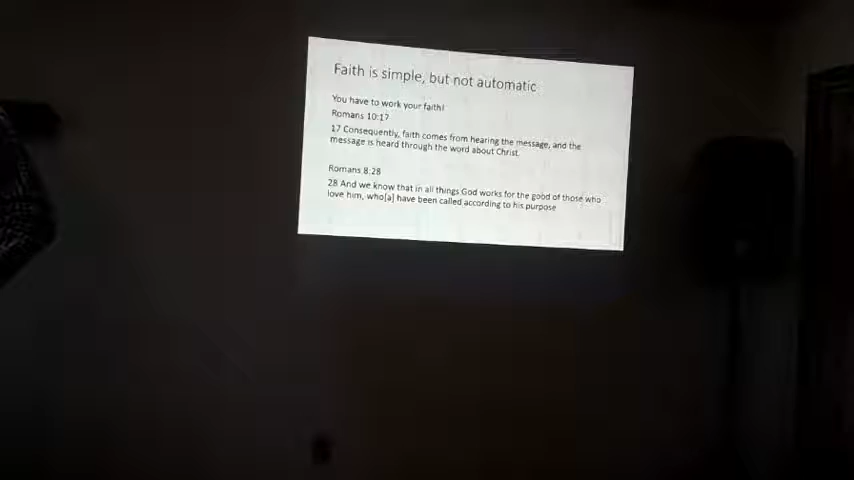 Faith is simple, but not automatic
You have to work your faith!
Romans 10:17
17 Consequently, faith comes from hearing the message, and the
message is heard through the word about Christ.
Romans 8:28
28 And we know that in all things God works for the good of those who
love him, who[a] have been called according to his purpose